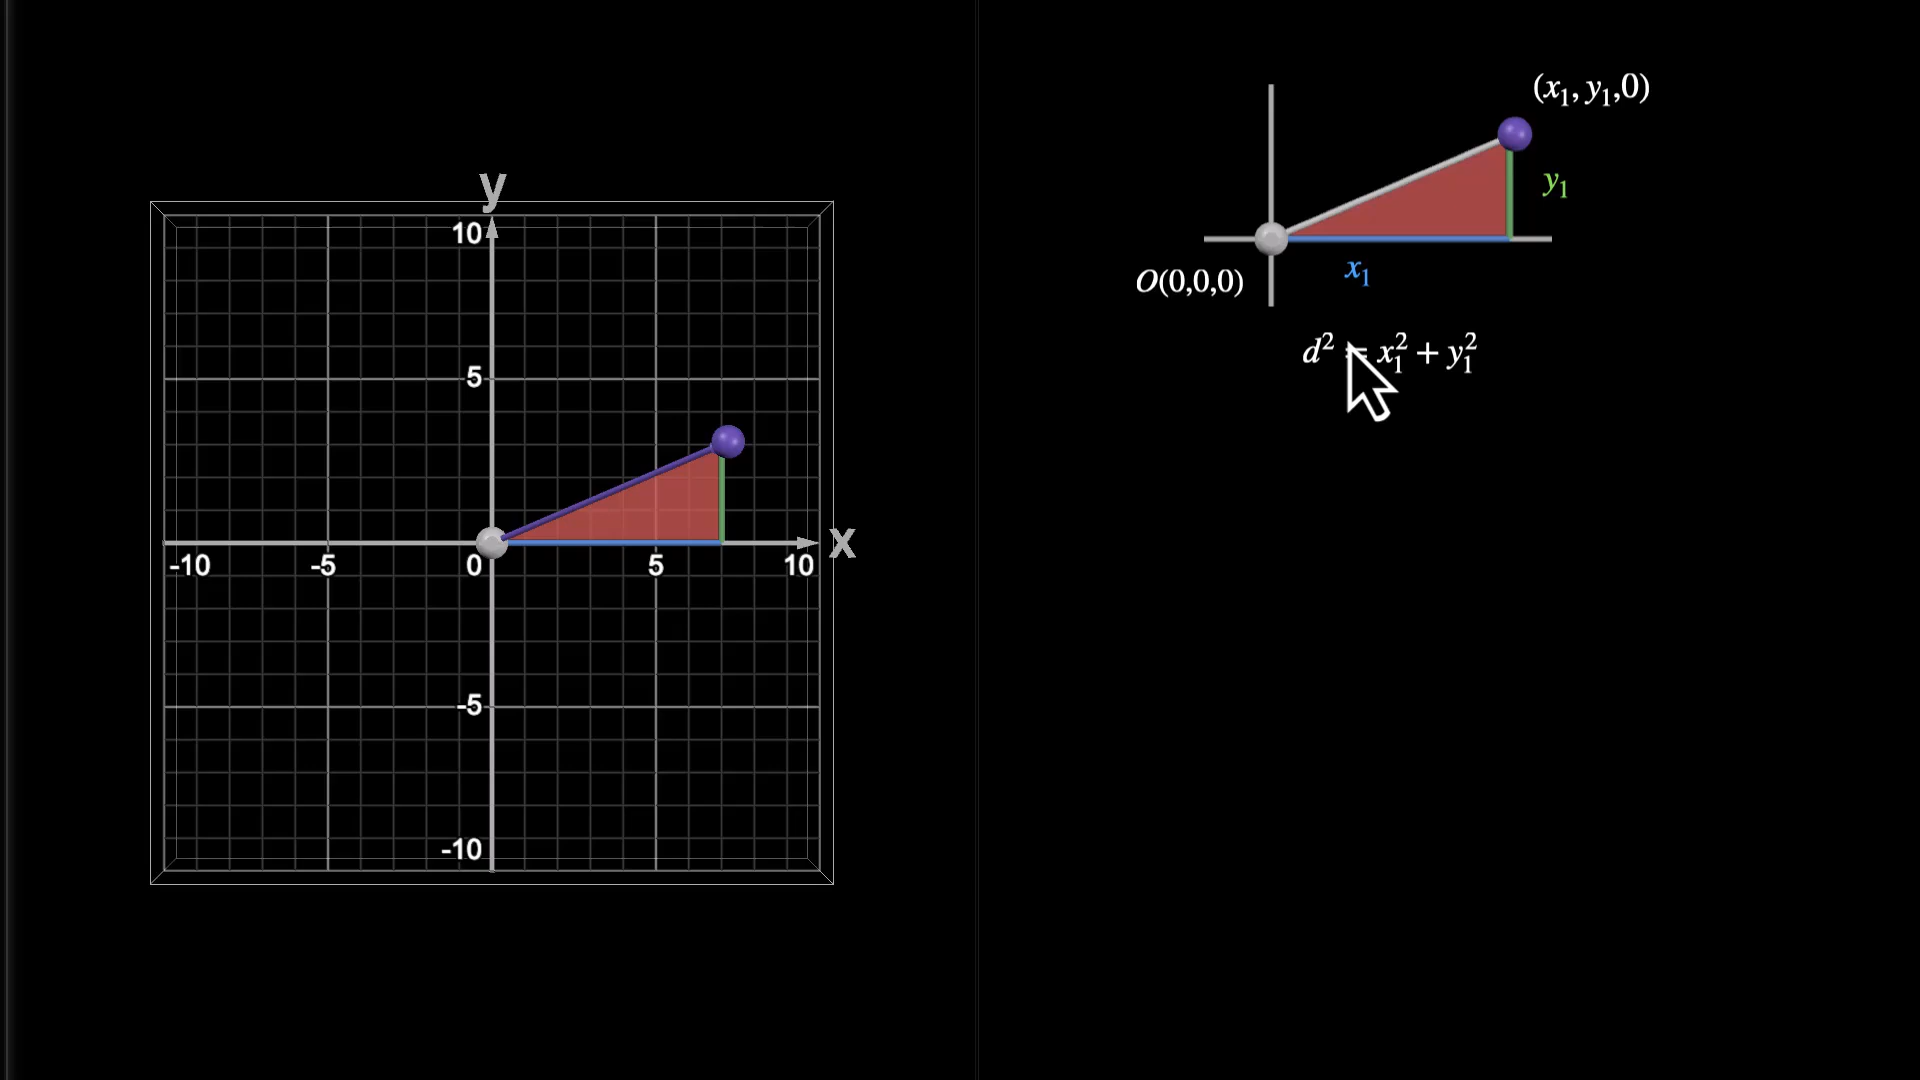 y
10
5
-10 -5 0 5 10 x
-5
-10
(x₁, y₁,0)
y₁
O(0,0,0)
x₁
d² = x₁² + y₁²